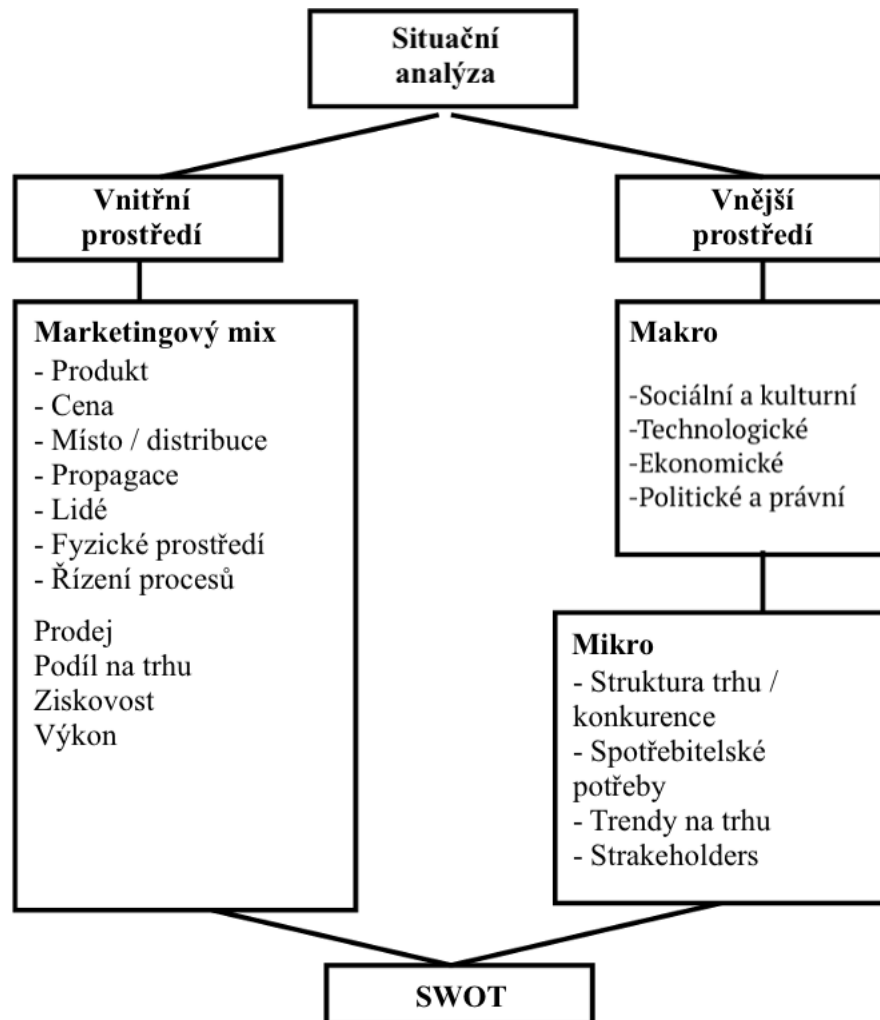 Situační
analýza
Vnitřní
prostředí
Vnější
prostředí
Marketingový mix
- Produkt
- Cena
- Místo / distribuce
- Propagace
- Lidé
- Fyzické prostředí
- Řízení procesů
Prodej
Podíl na trhu
Ziskovost
Výkon
Makro
-Sociální a kulturní
-Technologické
-Ekonomické
-Politické a právní
Mikro
- Struktura trhu /
konkurence
- Spotřebitelské
potřeby
- Trendy na trhu
- Strakeholders
SWOT